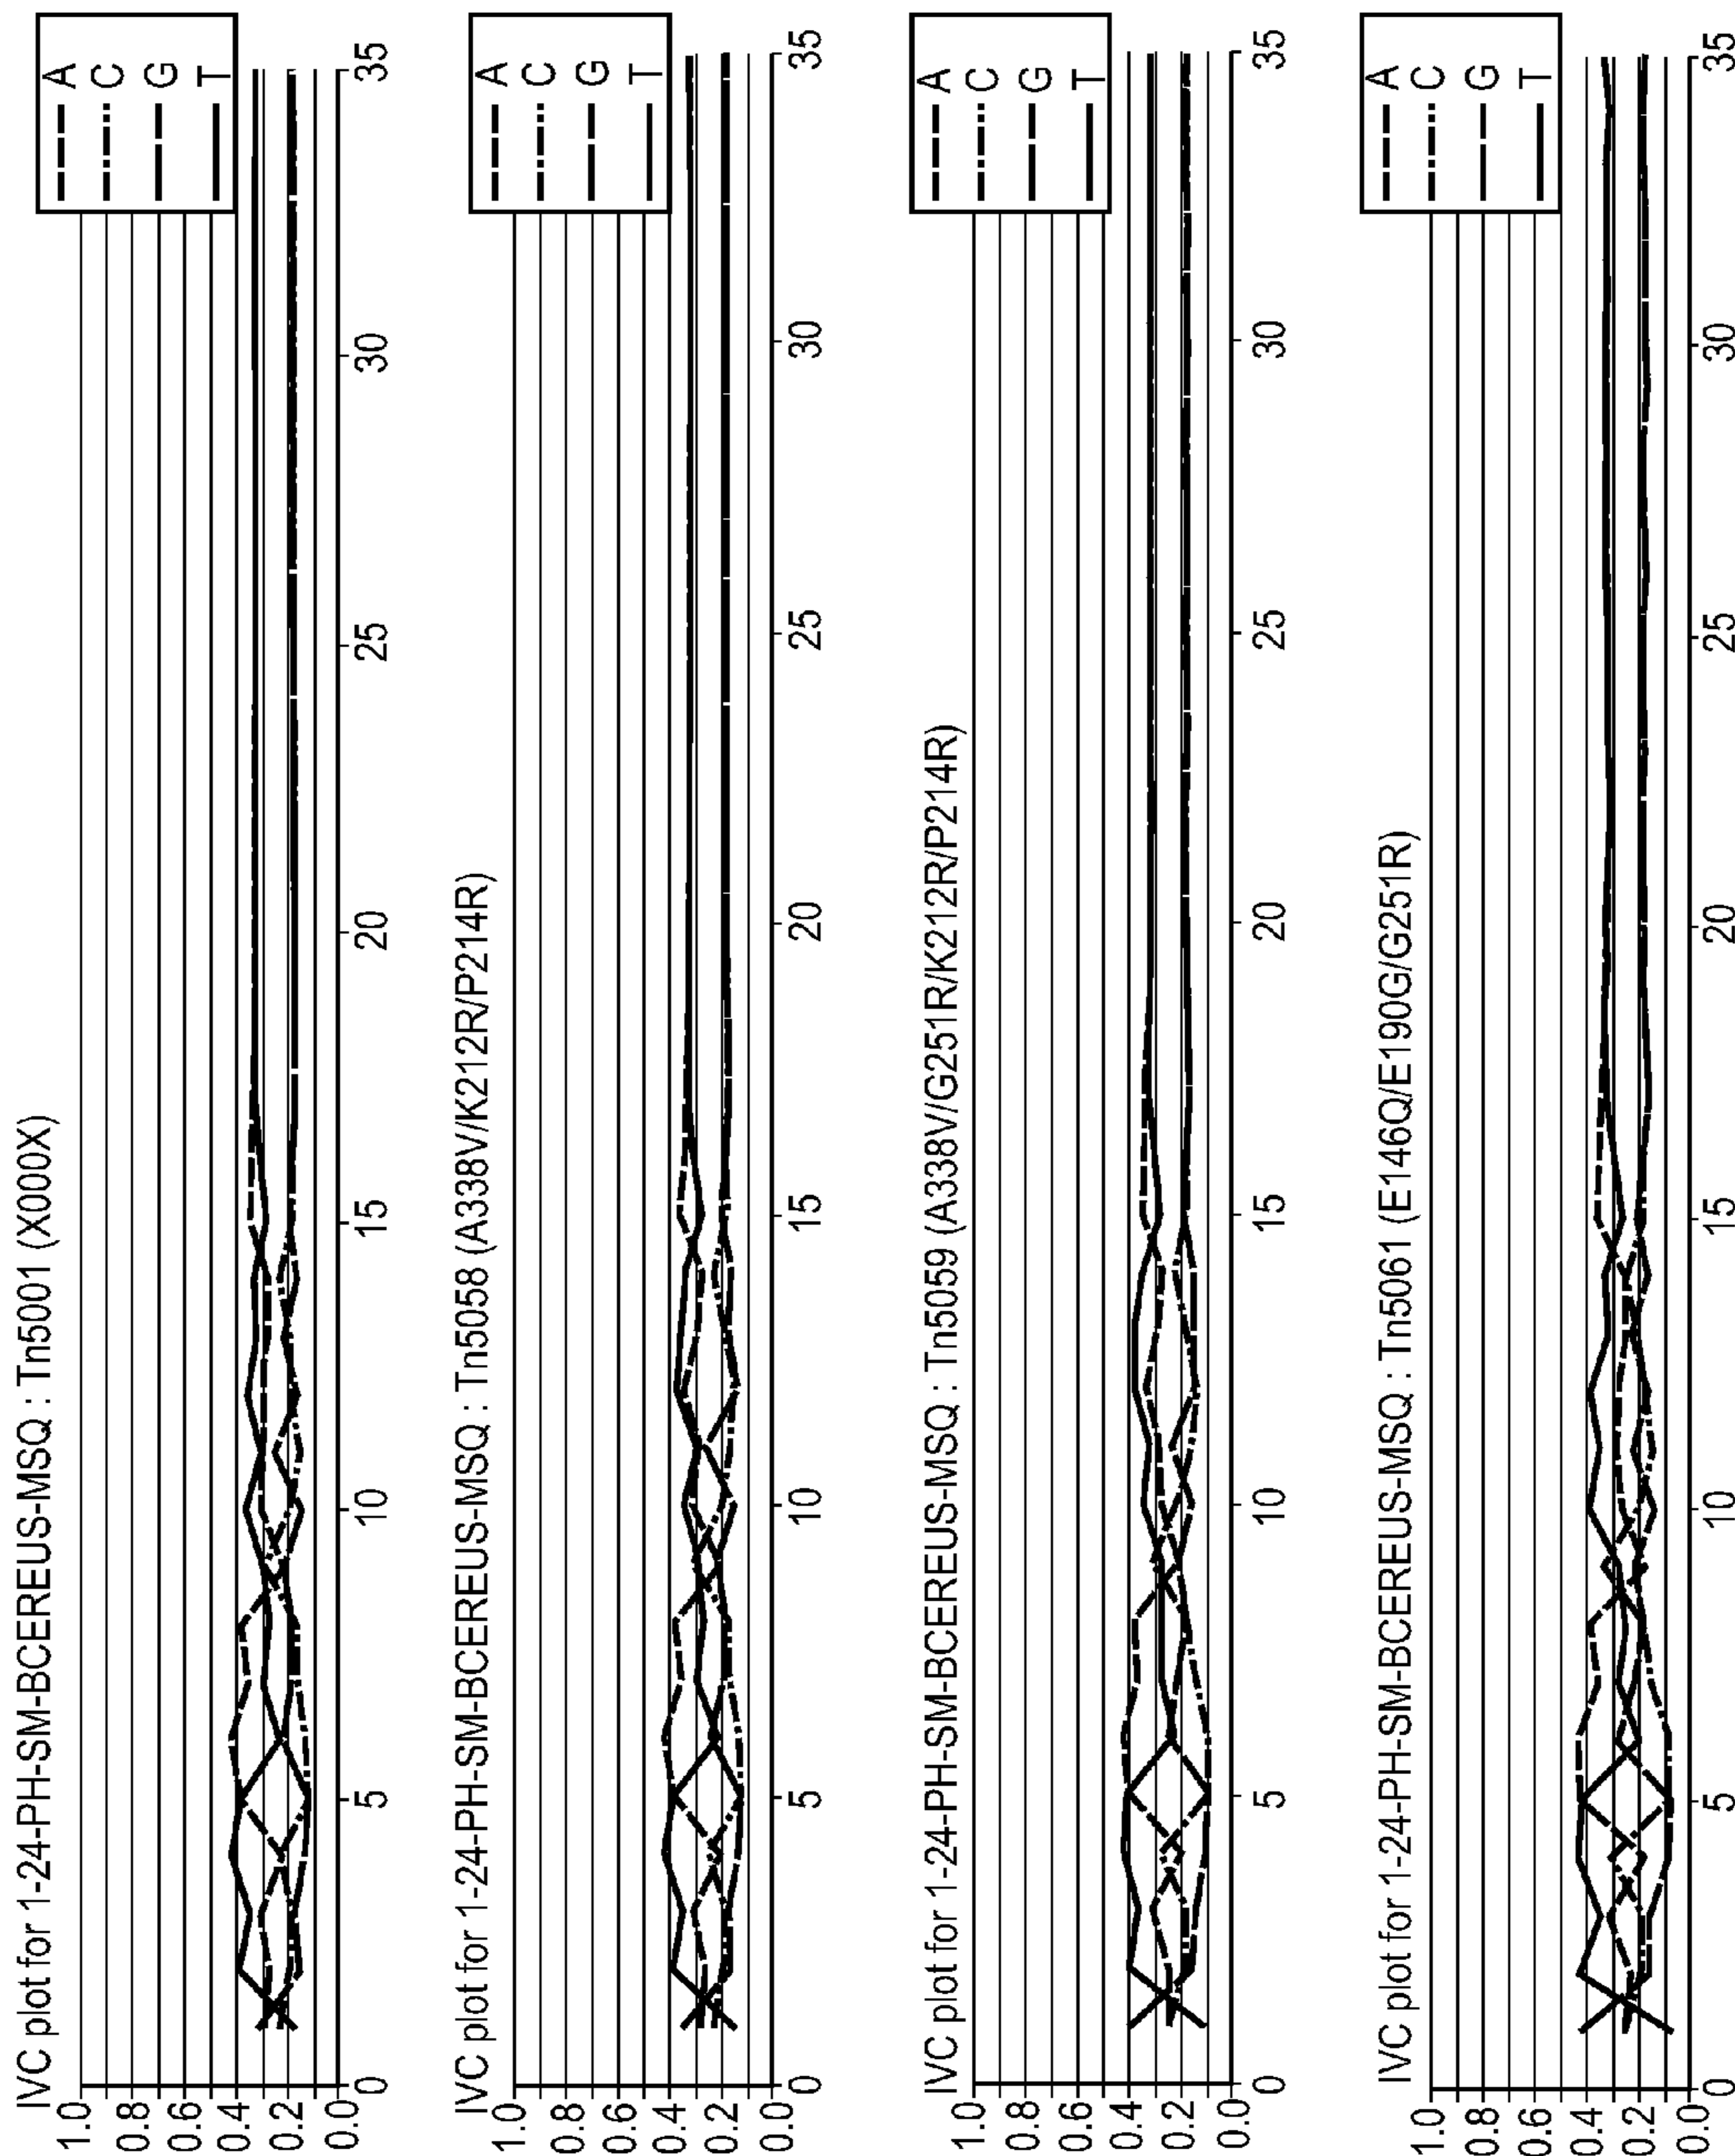 IVC plot for 1-24-PH-SM-BCEREUS-MSQ : Tn5001 (X000X)
1.0
0.8
0.6
0.4
0.2
0.0
0 5 10 15 20 25 30 35
A
C
G
T
IVC plot for 1-24-PH-SM-BCEREUS-MSQ : Tn5058 (A338V/K212R/P214R)
1.0
0.8
0.6
0.4
0.2
0.0
0 5 10 15 20 25 30 35
A
C
G
T
IVC plot for 1-24-PH-SM-BCEREUS-MSQ : Tn5059 (A338V/G251R/K212R/P214R)
1.0
0.8
0.6
0.4
0.2
0.0
0 5 10 15 20 25 30 35
A
C
G
T
IVC plot for 1-24-PH-SM-BCEREUS-MSQ : Tn5061 (E146Q/E190G/G251R)
1.0
0.8
0.6
0.4
0.2
0.0
0 5 10 15 20 25 30 35
A
C
G
T